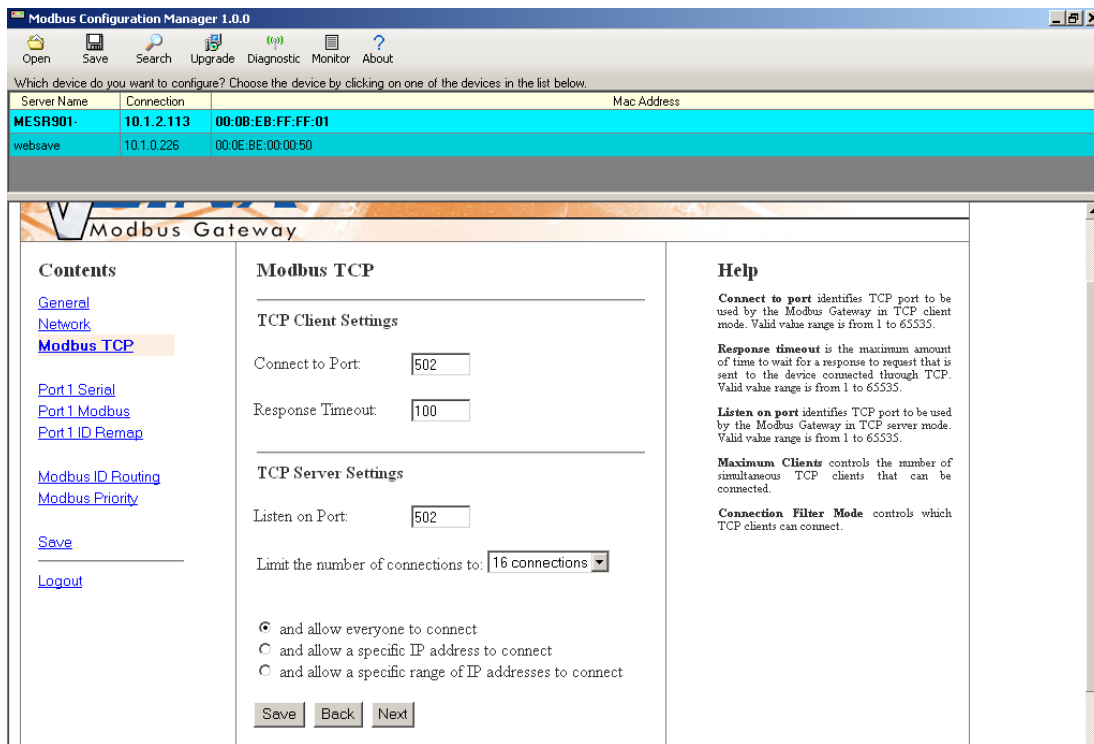 Modbus Configuration Manager 1.0.0
Open Save Search Upgrade Diagnostic Monitor About
Which device do you want to configure? Choose the device by clicking on one of the devices in the list below.
Server Name Connection Mac Address
MESR901- 10.1.2.113 00:0B:EB:FF:FF:01
websave 10.1.0.226 00:0E:BE:00:00:50
Modbus Gateway
Contents
General
Network
Modbus TCP
Port1 Serial
Port1 Modbus
Port1 ID Remap
Modbus ID Routing
Modbus Priority
Save
Logout
Modbus TCP
TCP Client Settings
Connect to Port: 502
Response Timeout: 100
TCP Server Settings
Listen on Port: 502
Limit the number of connections to: 16 connections
and allow everyone to connect
and allow a specific IP address to connect
and allow a specific range of IP addresses to connect
Save Back Next
Help
Connect to port identifies TCP port to be
used by the Modbus Gateway in TCP client
mode. Valid value range is from 1 to 65535.
Response timeout is the maximum amount
of time to wait for a response to request that is
sent to the device connected through TCP.
Valid value range is from 1 to 65535.
Listen on port identifies TCP port to be used
by the Modbus Gateway in TCP server mode.
Valid value range is from 1 to 65535.
Maximum Clients controls the number of
simultaneous TCP clients that can be
connected.
Connection Filter Mode controls which
TCP clients can connect.